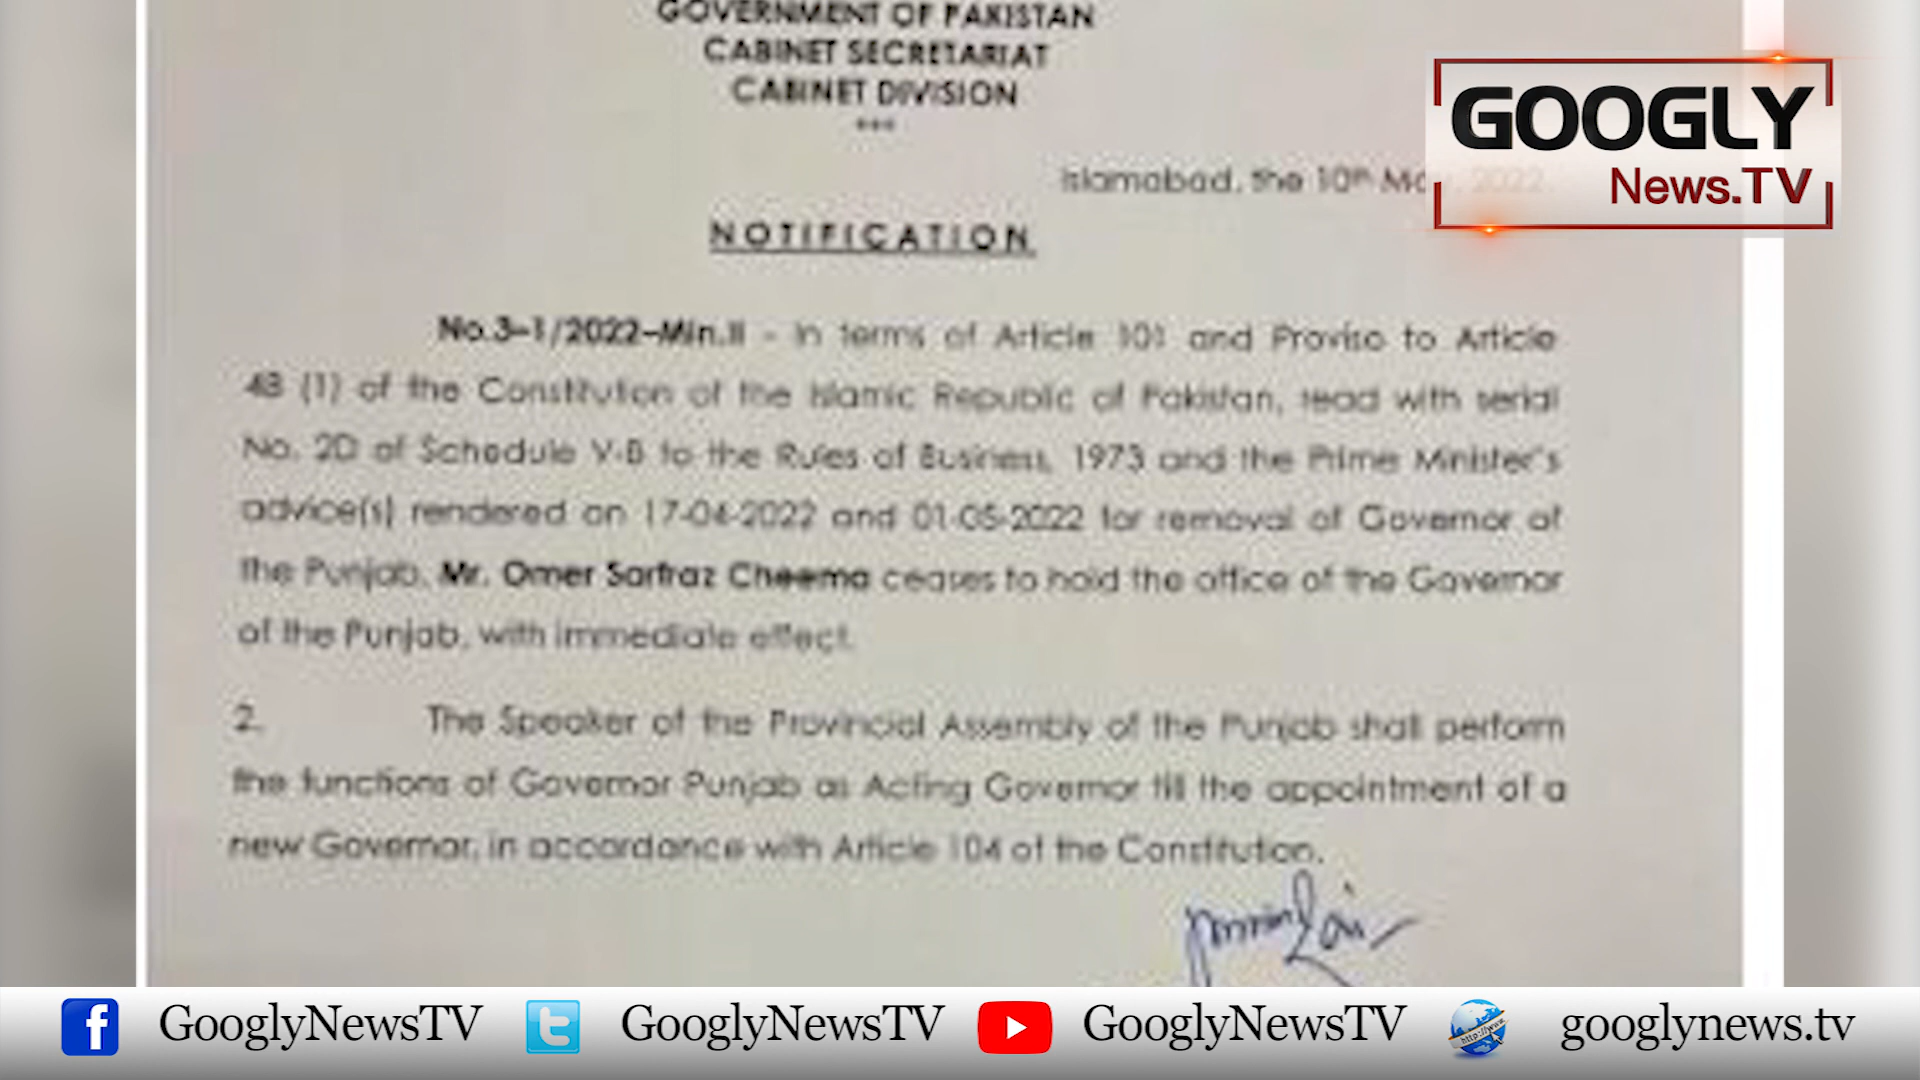 GOVERNMENT OF PAKISTAN
CABINET SECRETARIAT
CABINET DIVISION
***
GOOGLY
News.TV
Islamabad, the 10th May, 2022
NOTIFICATION
No.3-1/2022-Min.II - In terms of Article 101 and Proviso to Article
48 (1) of the Constitution of the Islamic Republic of Pakistan, read with serial
No. 2D of Schedule V-B to the Rules of Business, 1973 and the Prime Minister's
advice(s) rendered on 17-04-2022 and 01-05-2022 for removal of Governor of
the Punjab, Mr. Omer Sarfraz Cheema ceases to hold the office of the Governor
of the Punjab, with immediate effect.
2. The Speaker of the Provincial Assembly of the Punjab shall perform
the functions of Governor Punjab as Acting Governor till the appointment of a
new Governor, in accordance with Article 104 of the Constitution.
GooglyNewsTV GooglyNewsTV GooglyNewsTV googlynews.tv